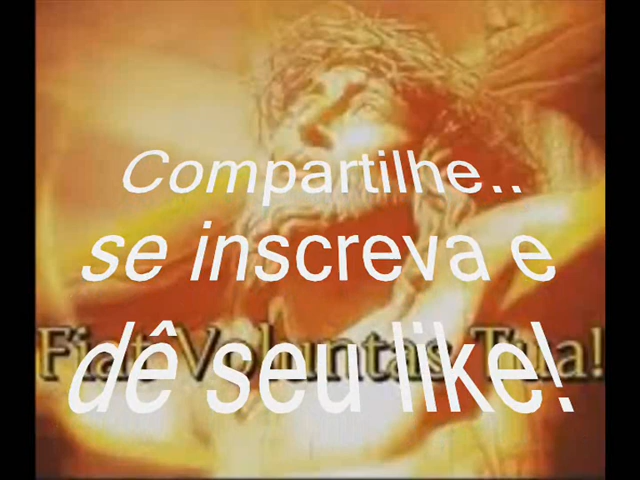 Compartilhe..
se inscreva e
Fiat Voluntas Tua!
dê seu like!